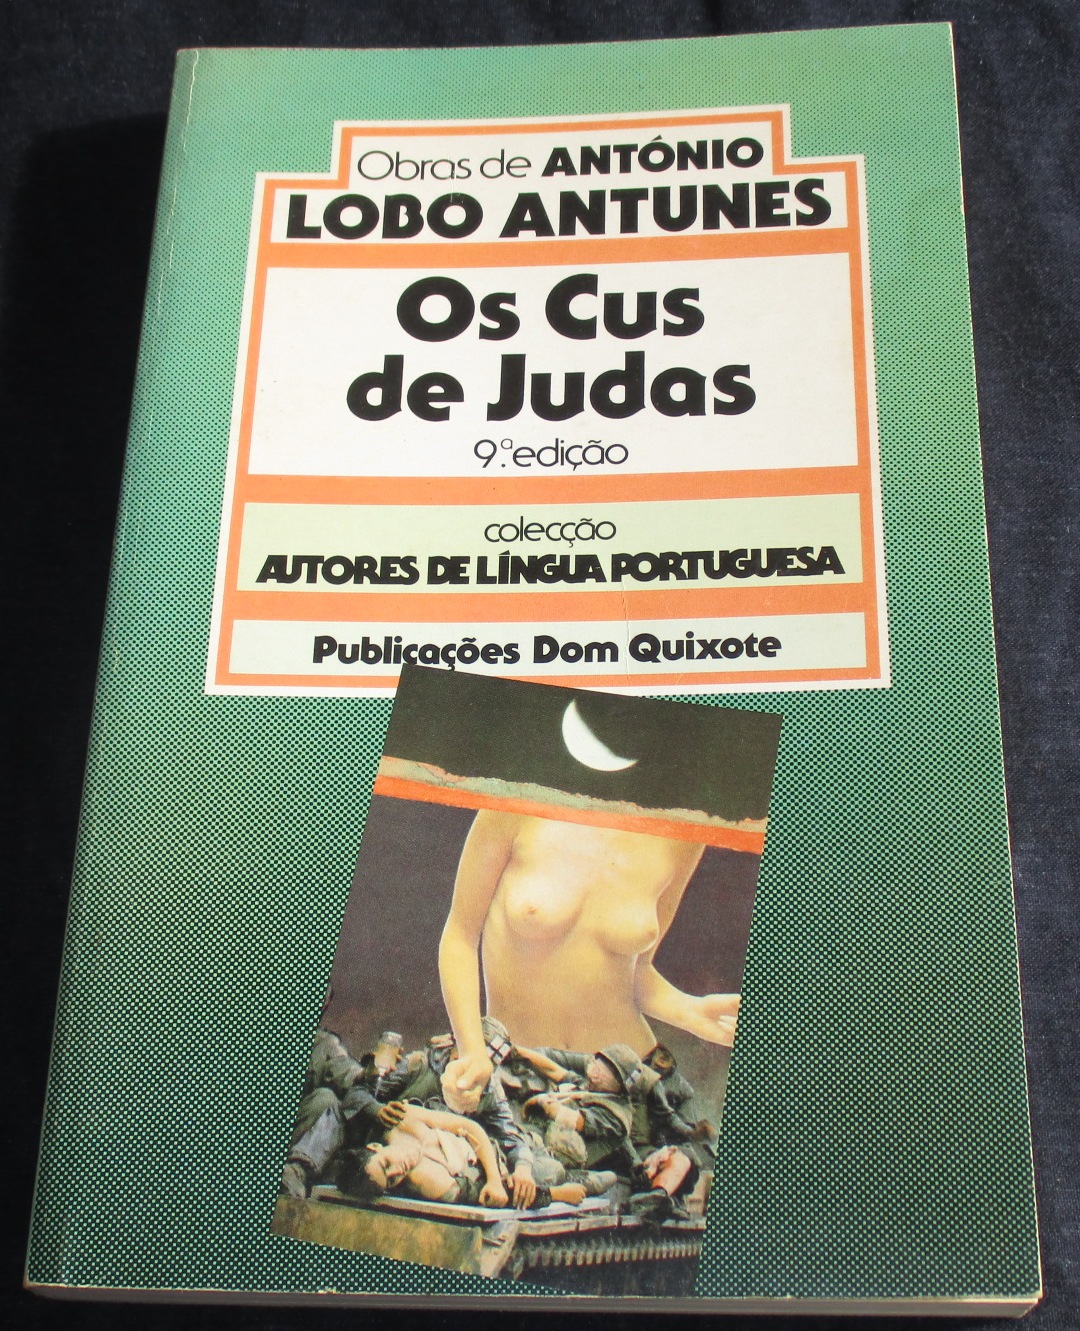 Obras de ANTÓNIO
LOBO ANTUNES
Os Cus
de Judas
9.ª edição
colecção
AUTORES DE LÍNGUA PORTUGUESA
Publicações Dom Quixote